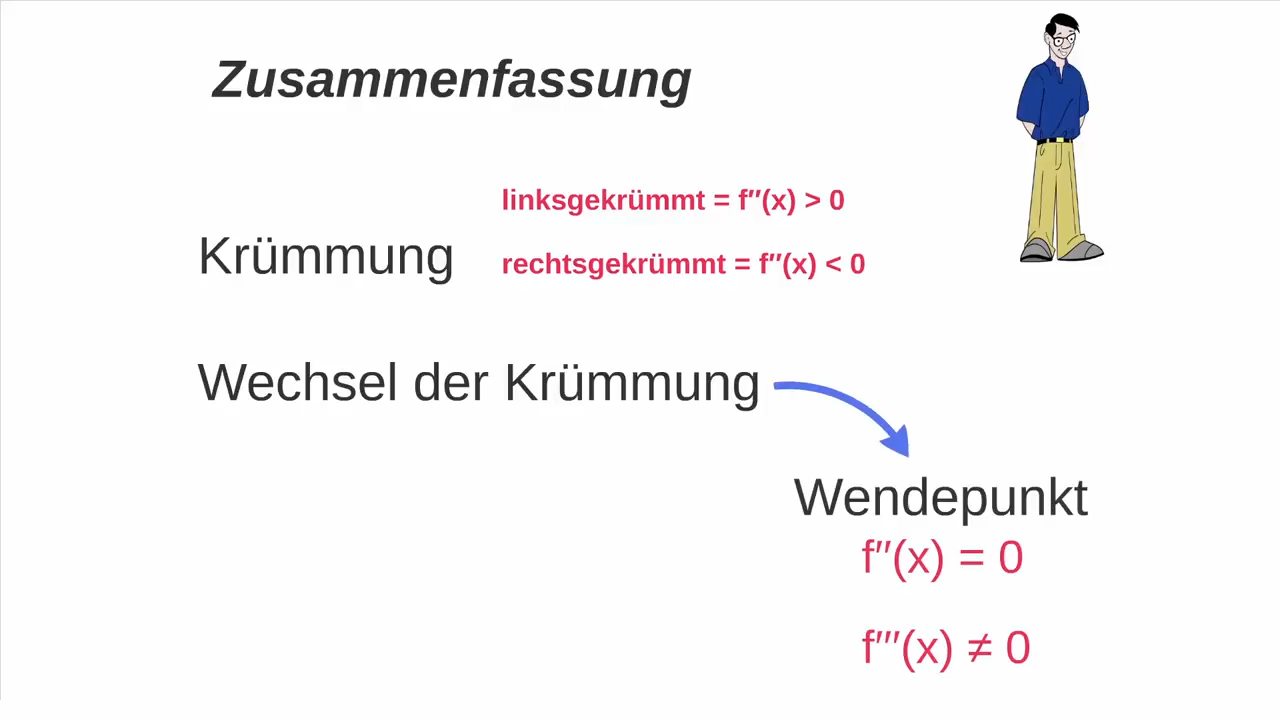 Zusammenfassung
linksgekrümmt = f′′(x) > 0
Krümmung
rechtsgekrümmt = f′′(x) < 0
Wechsel der Krümmung
Wendepunkt
f′′(x) = 0
f′′′(x) ≠ 0